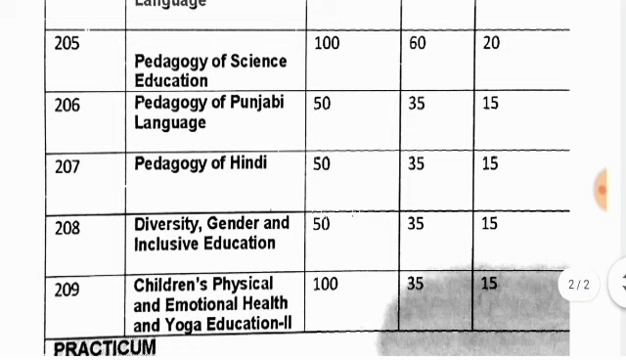 Language
205 Pedagogy of Science Education 100 60 20
206 Pedagogy of Punjabi Language 50 35 15
207 Pedagogy of Hindi 50 35 15
208 Diversity, Gender and Inclusive Education 50 35 15
209 Children's Physical and Emotional Health and Yoga Education-II 100 35 15
2/2
PRACTICUM